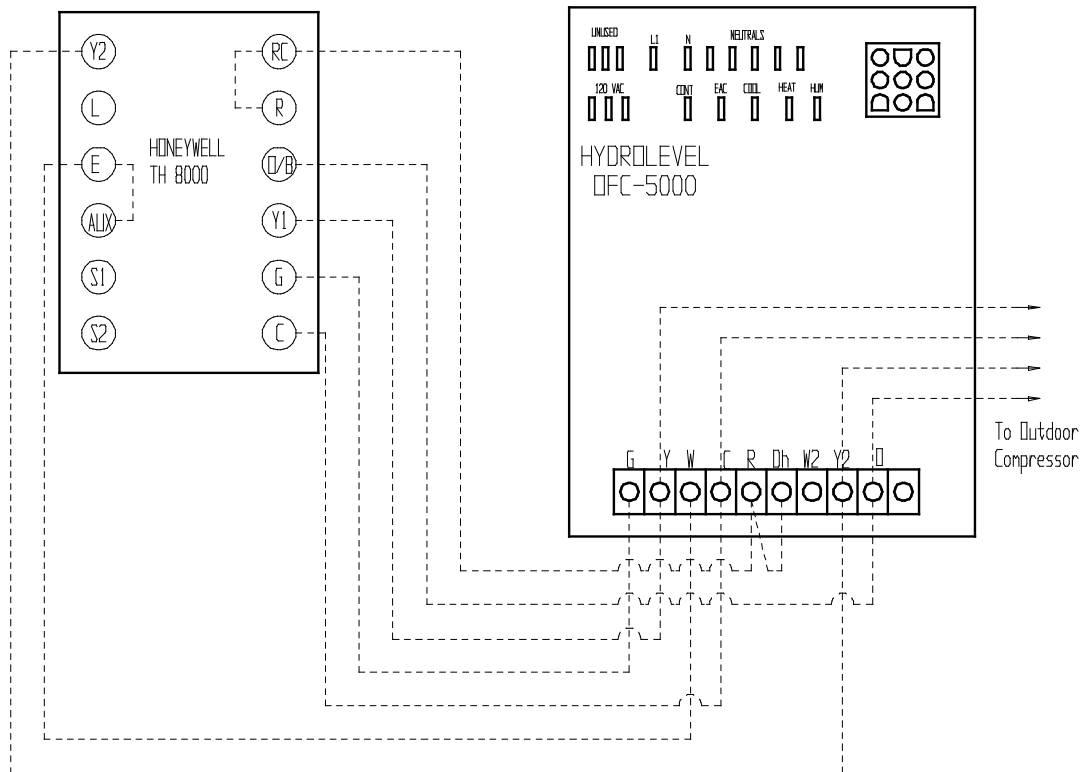 Y2
RC
L
R
HONEYWELL
TH 8000
E
O/B
AUX
Y1
S1
G
S2
C
UNUSED
L1
N
NEUTRALS
120 VAC
CONT
EAC
COOL
HEAT
HUM
HYDROLEVEL
OFC-5000
G Y W C R Dh W2 Y2 O
To Outdoor
Compressor